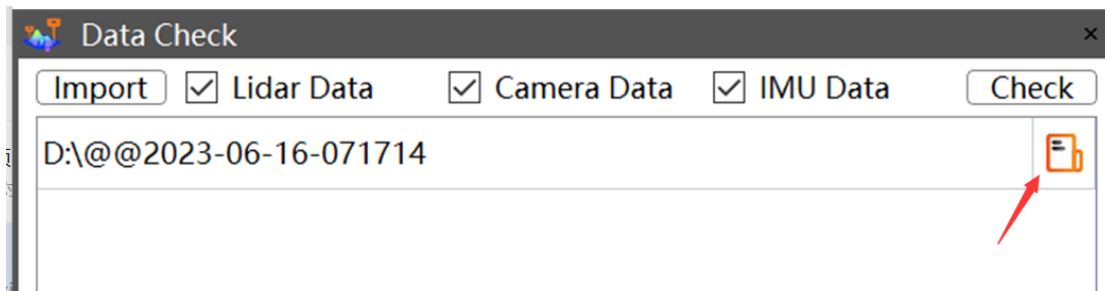 Data Check
Import Lidar Data Camera Data IMU Data Check
D:\@@2023-06-16-071714